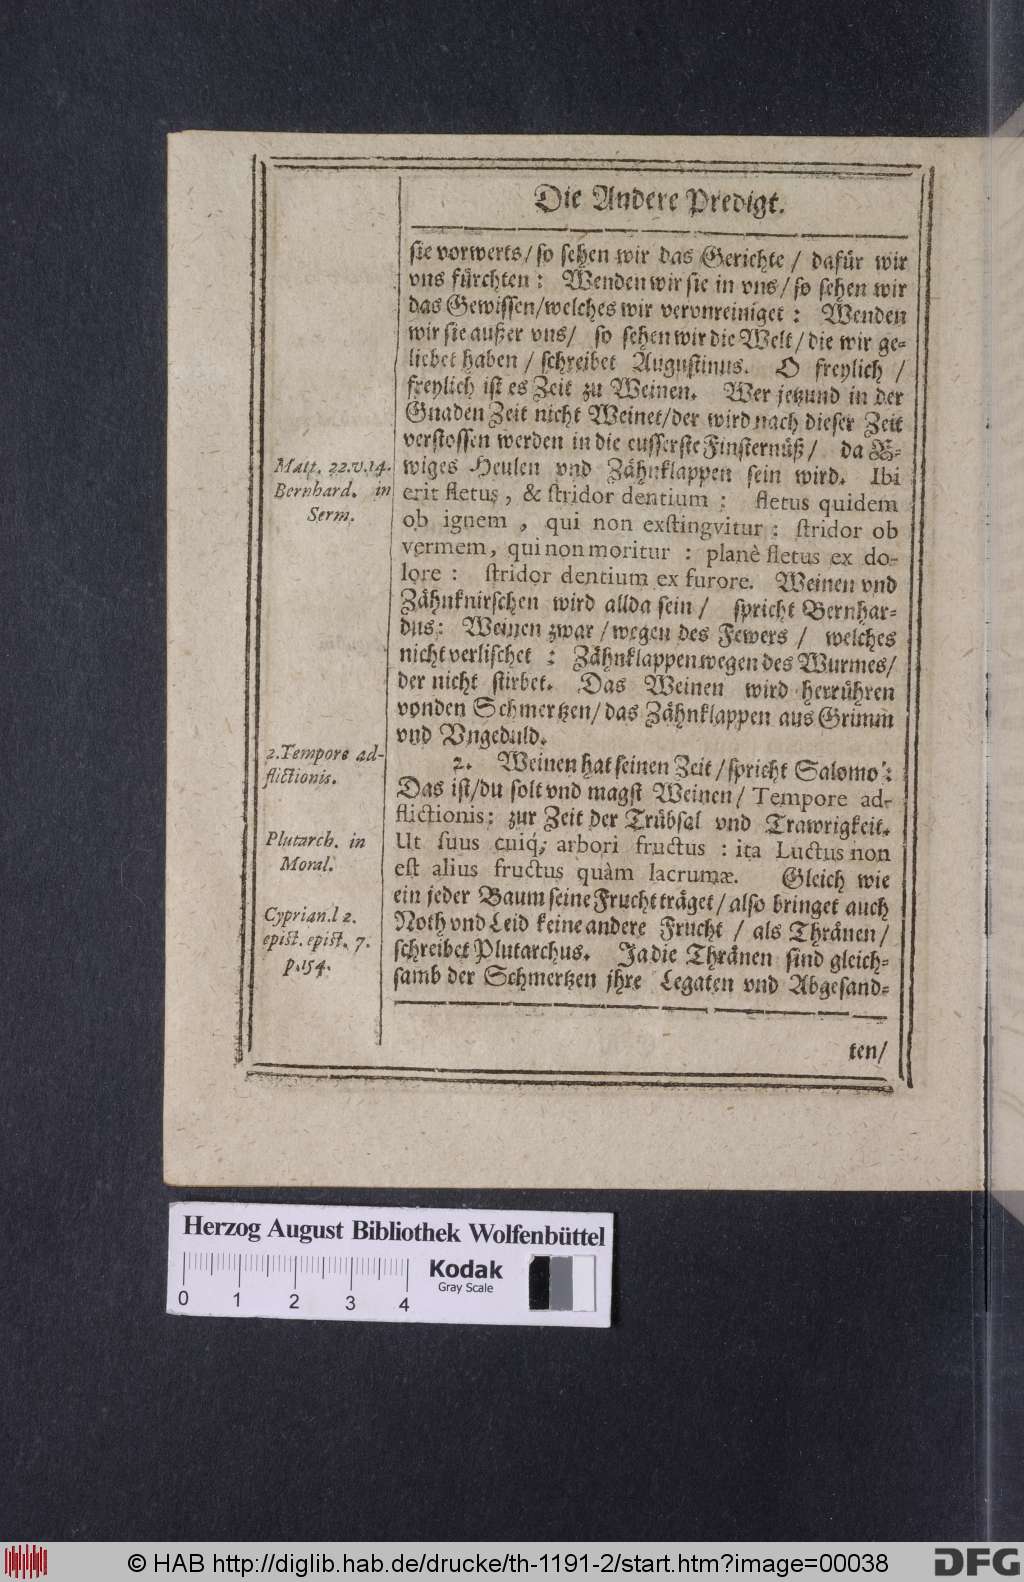 Die Andere Predigt.
sie vorwerts/ so sehen wir das Gerichte / dafür wir
vns fürchten: Wenden wir sie in vns/ so sehen wir
das Gewissen/welches wir verunreiniget: Wenden
wir sie außer vns/ so sehen wir die Welt/ die wir ge-
liebet haben / schreibet Augustinus. O freylich /
freylich ist es Zeit zu Weinen. Wer jetzund in der
Gnaden Zeit nicht Weinet/der wird nach dieser Zeit
verstossen werden in die eusserste Finsternüß/ da E-
wiges Heulen vnd Zähnklappen sein wird. Ibi
erit fletus, & stridor dentium: fletus quidem
ob ignem, qui non exstingvitur: stridor ob
vermem, qui non moritur: planè fletus ex do-
lore: stridor dentium ex furore. Weinen vnd
Zähnknirschen wird allda sein/ spricht Bernhar-
dus: Weinen zwar /wegen des Fewers / welches
nicht verlischet: Zähnklappen wegen des Wurmes/
der nicht stirbet. Das Weinen wird herrühren
von den Schmertzen/ das Zähnklappen aus Grimm
vnd Vngeduld.
2. Weinen hat seinen Zeit/ spricht Salomo:
Das ist/du solt vnd magst Weinen/ Tempore ad-
flictionis: zur Zeit der Trübsal vnd Trawrigkeit.
Ut suus cuiq; arbori fructus: ita Luctus non
est alius fructus quàm lacrumæ. Gleich wie
ein jeder Baum seine Frucht träget/ also bringet auch
Noth vnd Leid keine andere Frucht / als Thränen/
schreibet Plutarchus. Ja die Thränen sind gleich-
samb der Schmertzen jhre Legaten vnd Abgesand-
ten/
Matt. 22.v.14.
Bernhard. in
Serm.
2.Tempore ad-
flictionis.
Plutarch. in
Moral.
Cyprian.l 2.
epist. epist. 7.
p.154.
Herzog August Bibliothek Wolfenbüttel
0 1 2 3 4
Kodak
Gray Scale
© HAB http://diglib.hab.de/drucke/th-1191-2/start.htm?image=00038
DFG